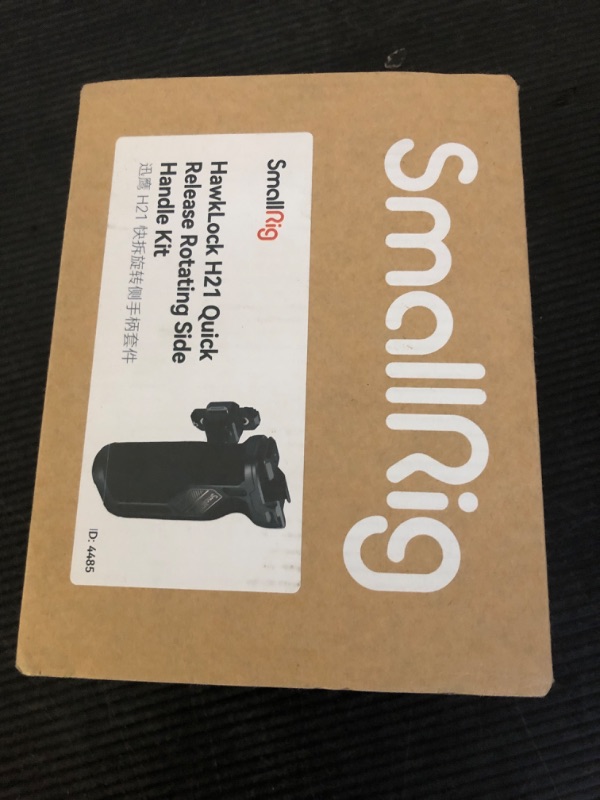 SmallRig
SmallRig
HawkLock H21 Quick
Release Rotating Side
Handle Kit
迅鹰 H21 快拆旋转侧手柄套件
ID: 4485